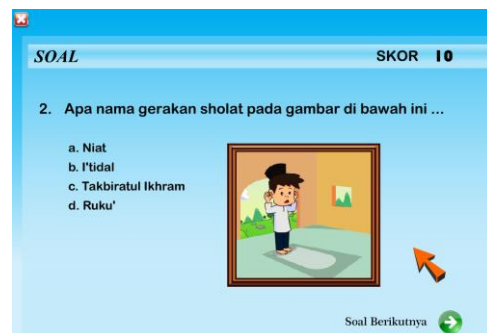 SOAL
SKOR 10
2. Apa nama gerakan sholat pada gambar di bawah ini ...
a. Niat
b. I'tidal
c. Takbiratul Ikhram
d. Ruku'
Soal Berikutnya